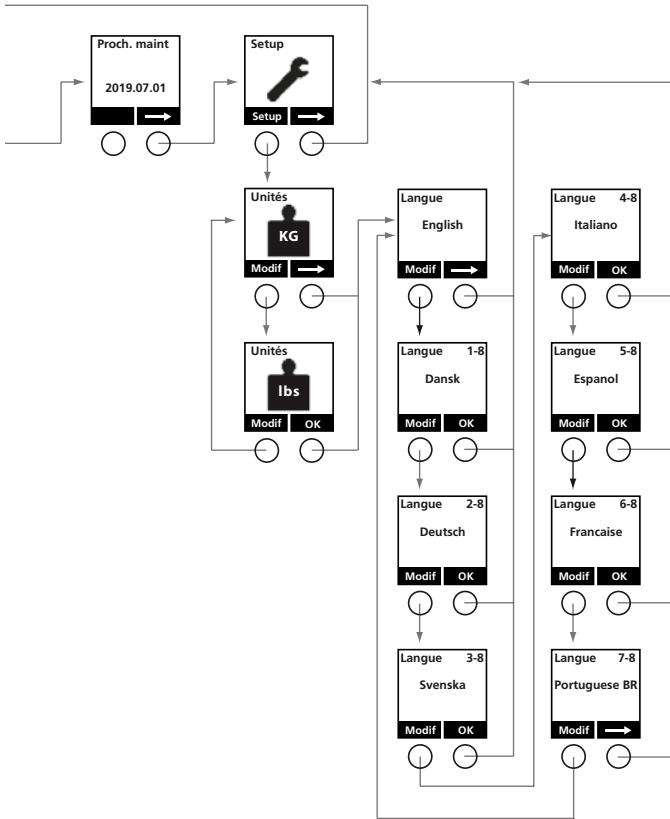 Proch. maint
2019.07.01
Setup
Setup
Unités
KG
Modif
Unités
lbs
Modif OK
Langue
English
Modif
Langue 1-8
Dansk
Modif OK
Langue 2-8
Deutsch
Modif OK
Langue 3-8
Svenska
Modif OK
Langue 4-8
Italiano
Modif OK
Langue 5-8
Espanol
Modif OK
Langue 6-8
Francaise
Modif OK
Langue 7-8
Portuguese BR
Modif